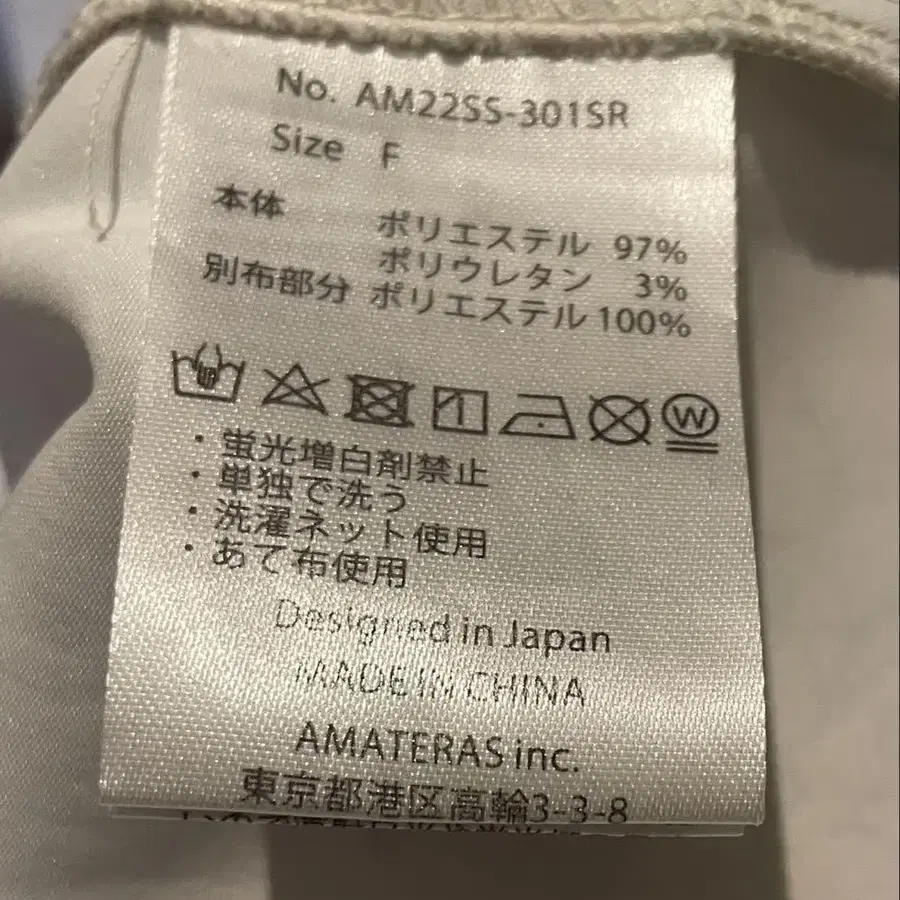 No. AM22SS-301SR
Size F
本体 ポリエステル 97%
ポリウレタン 3%
別布部分 ポリエステル 100%
・蛍光増白剤禁止
・単独で洗う
・洗濯ネット使用
・あて布使用
Designed in Japan
MADE IN CHINA
AMATERAS inc.
東京都港区高輪3-3-8